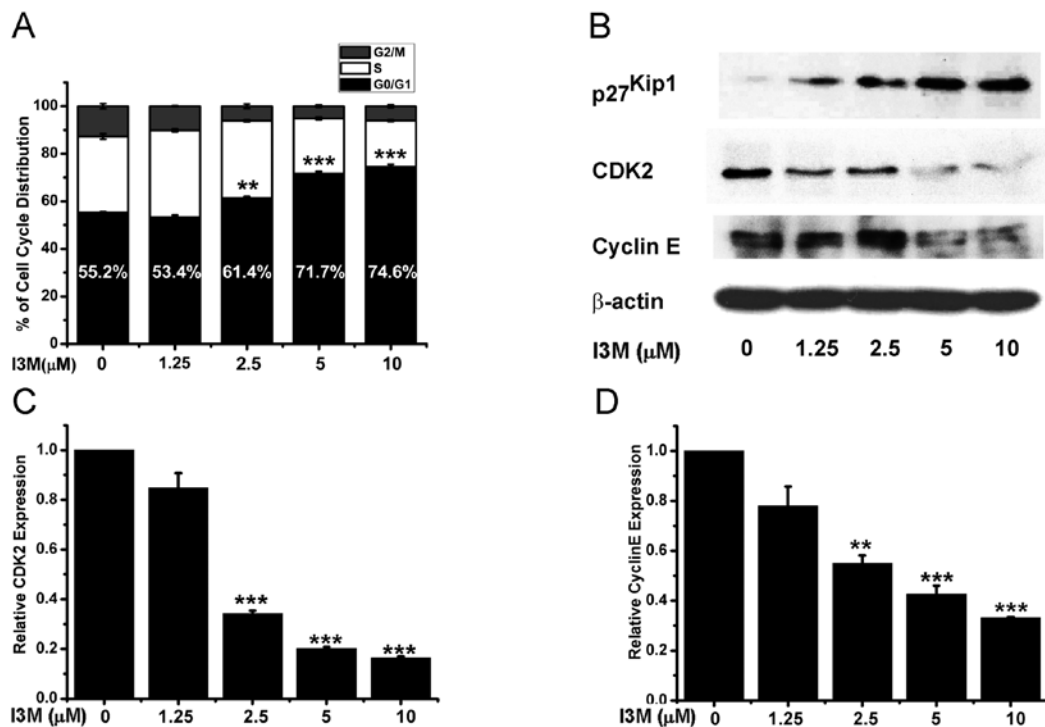 A
G2/M
S
G0/G1
% of Cell Cycle Distribution
100
80
60
40
20
0
** *** ***
55.2% 53.4% 61.4% 71.7% 74.6%
I3M(μM) 0 1.25 2.5 5 10
B
p27Kip1
CDK2
Cyclin E
β-actin
I3M (μM) 0 1.25 2.5 5 10
C
Relative CDK2 Expression
1.0
0.8
0.6
0.4
0.2
0.0
*** *** ***
I3M (μM) 0 1.25 2.5 5 10
D
Relative CyclinE Expression
1.0
0.8
0.6
0.4
0.2
0.0
** *** ***
I3M (μM) 0 1.25 2.5 5 10